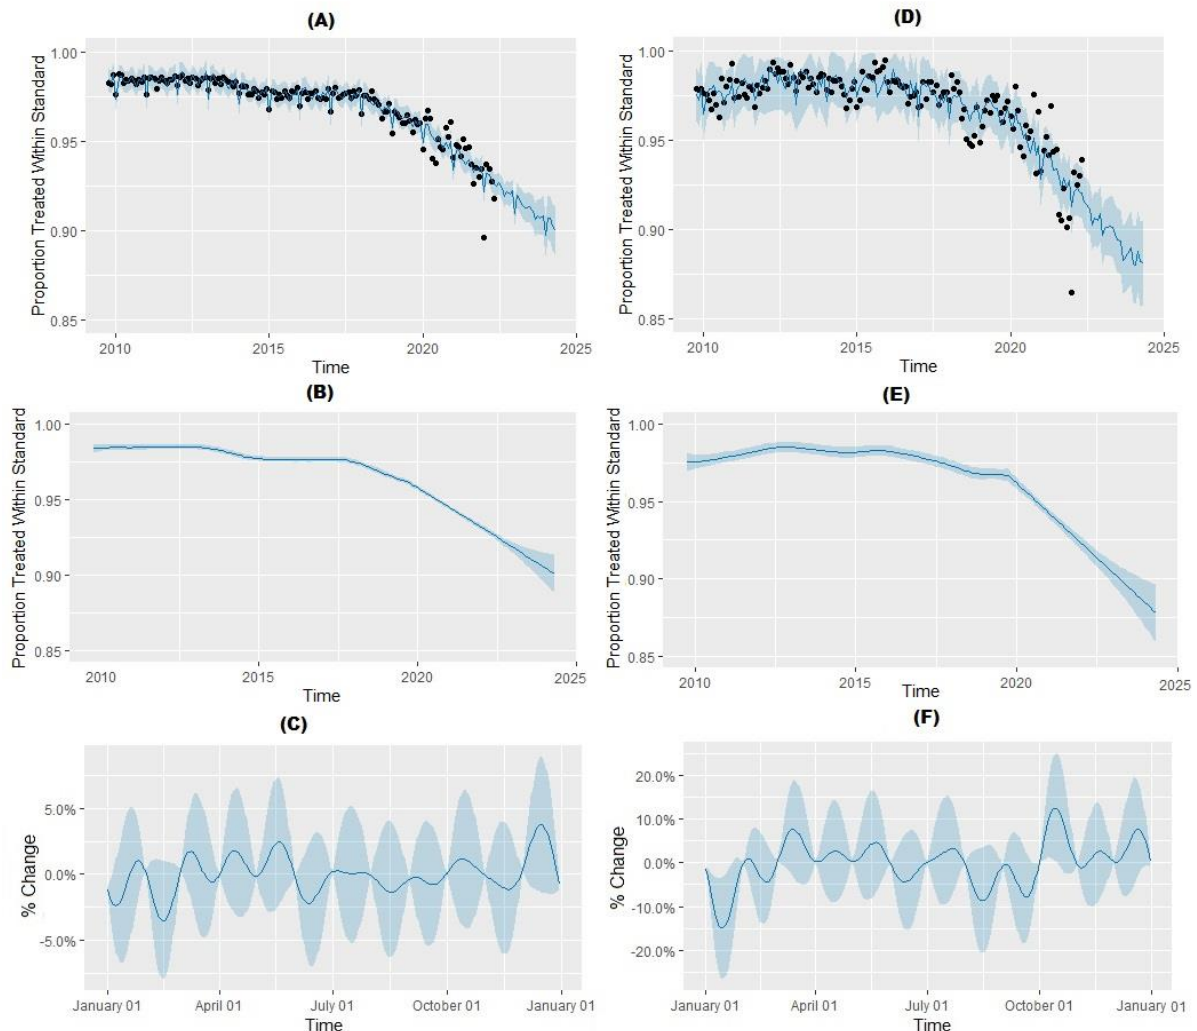 (A)
Proportion Treated Within Standard
1.00
0.95
0.90
0.85
2010
2015
2020
2025
Time
(D)
Proportion Treated Within Standard
1.00
0.95
0.90
0.85
2010
2015
2020
2025
Time
(B)
Proportion Treated Within Standard
1.00
0.95
0.90
0.85
2010
2015
2020
2025
Time
(E)
Proportion Treated Within Standard
1.00
0.95
0.90
0.85
2010
2015
2020
2025
Time
(C)
% Change
5.0%
0.0%
-5.0%
January 01
April 01
July 01
October 01
January 01
Time
(F)
% Change
20.0%
10.0%
0.0%
-10.0%
-20.0%
January 01
April 01
July 01
October 01
January 01
Time